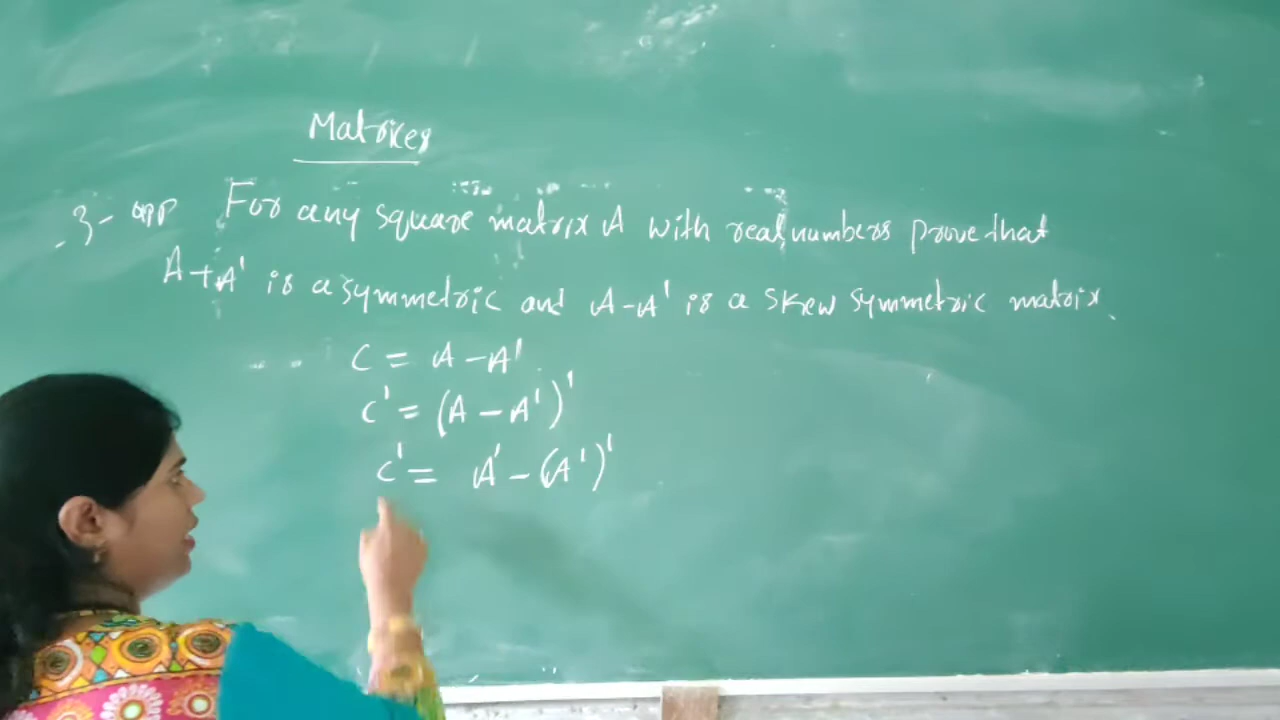 Matrices
3- app For any square matrix A with real numbers prove that
A+A' is a symmetric and A-A' is a skew symmetric matrix.
C = A - A'
C' = (A - A')'
C' = A' - (A')'